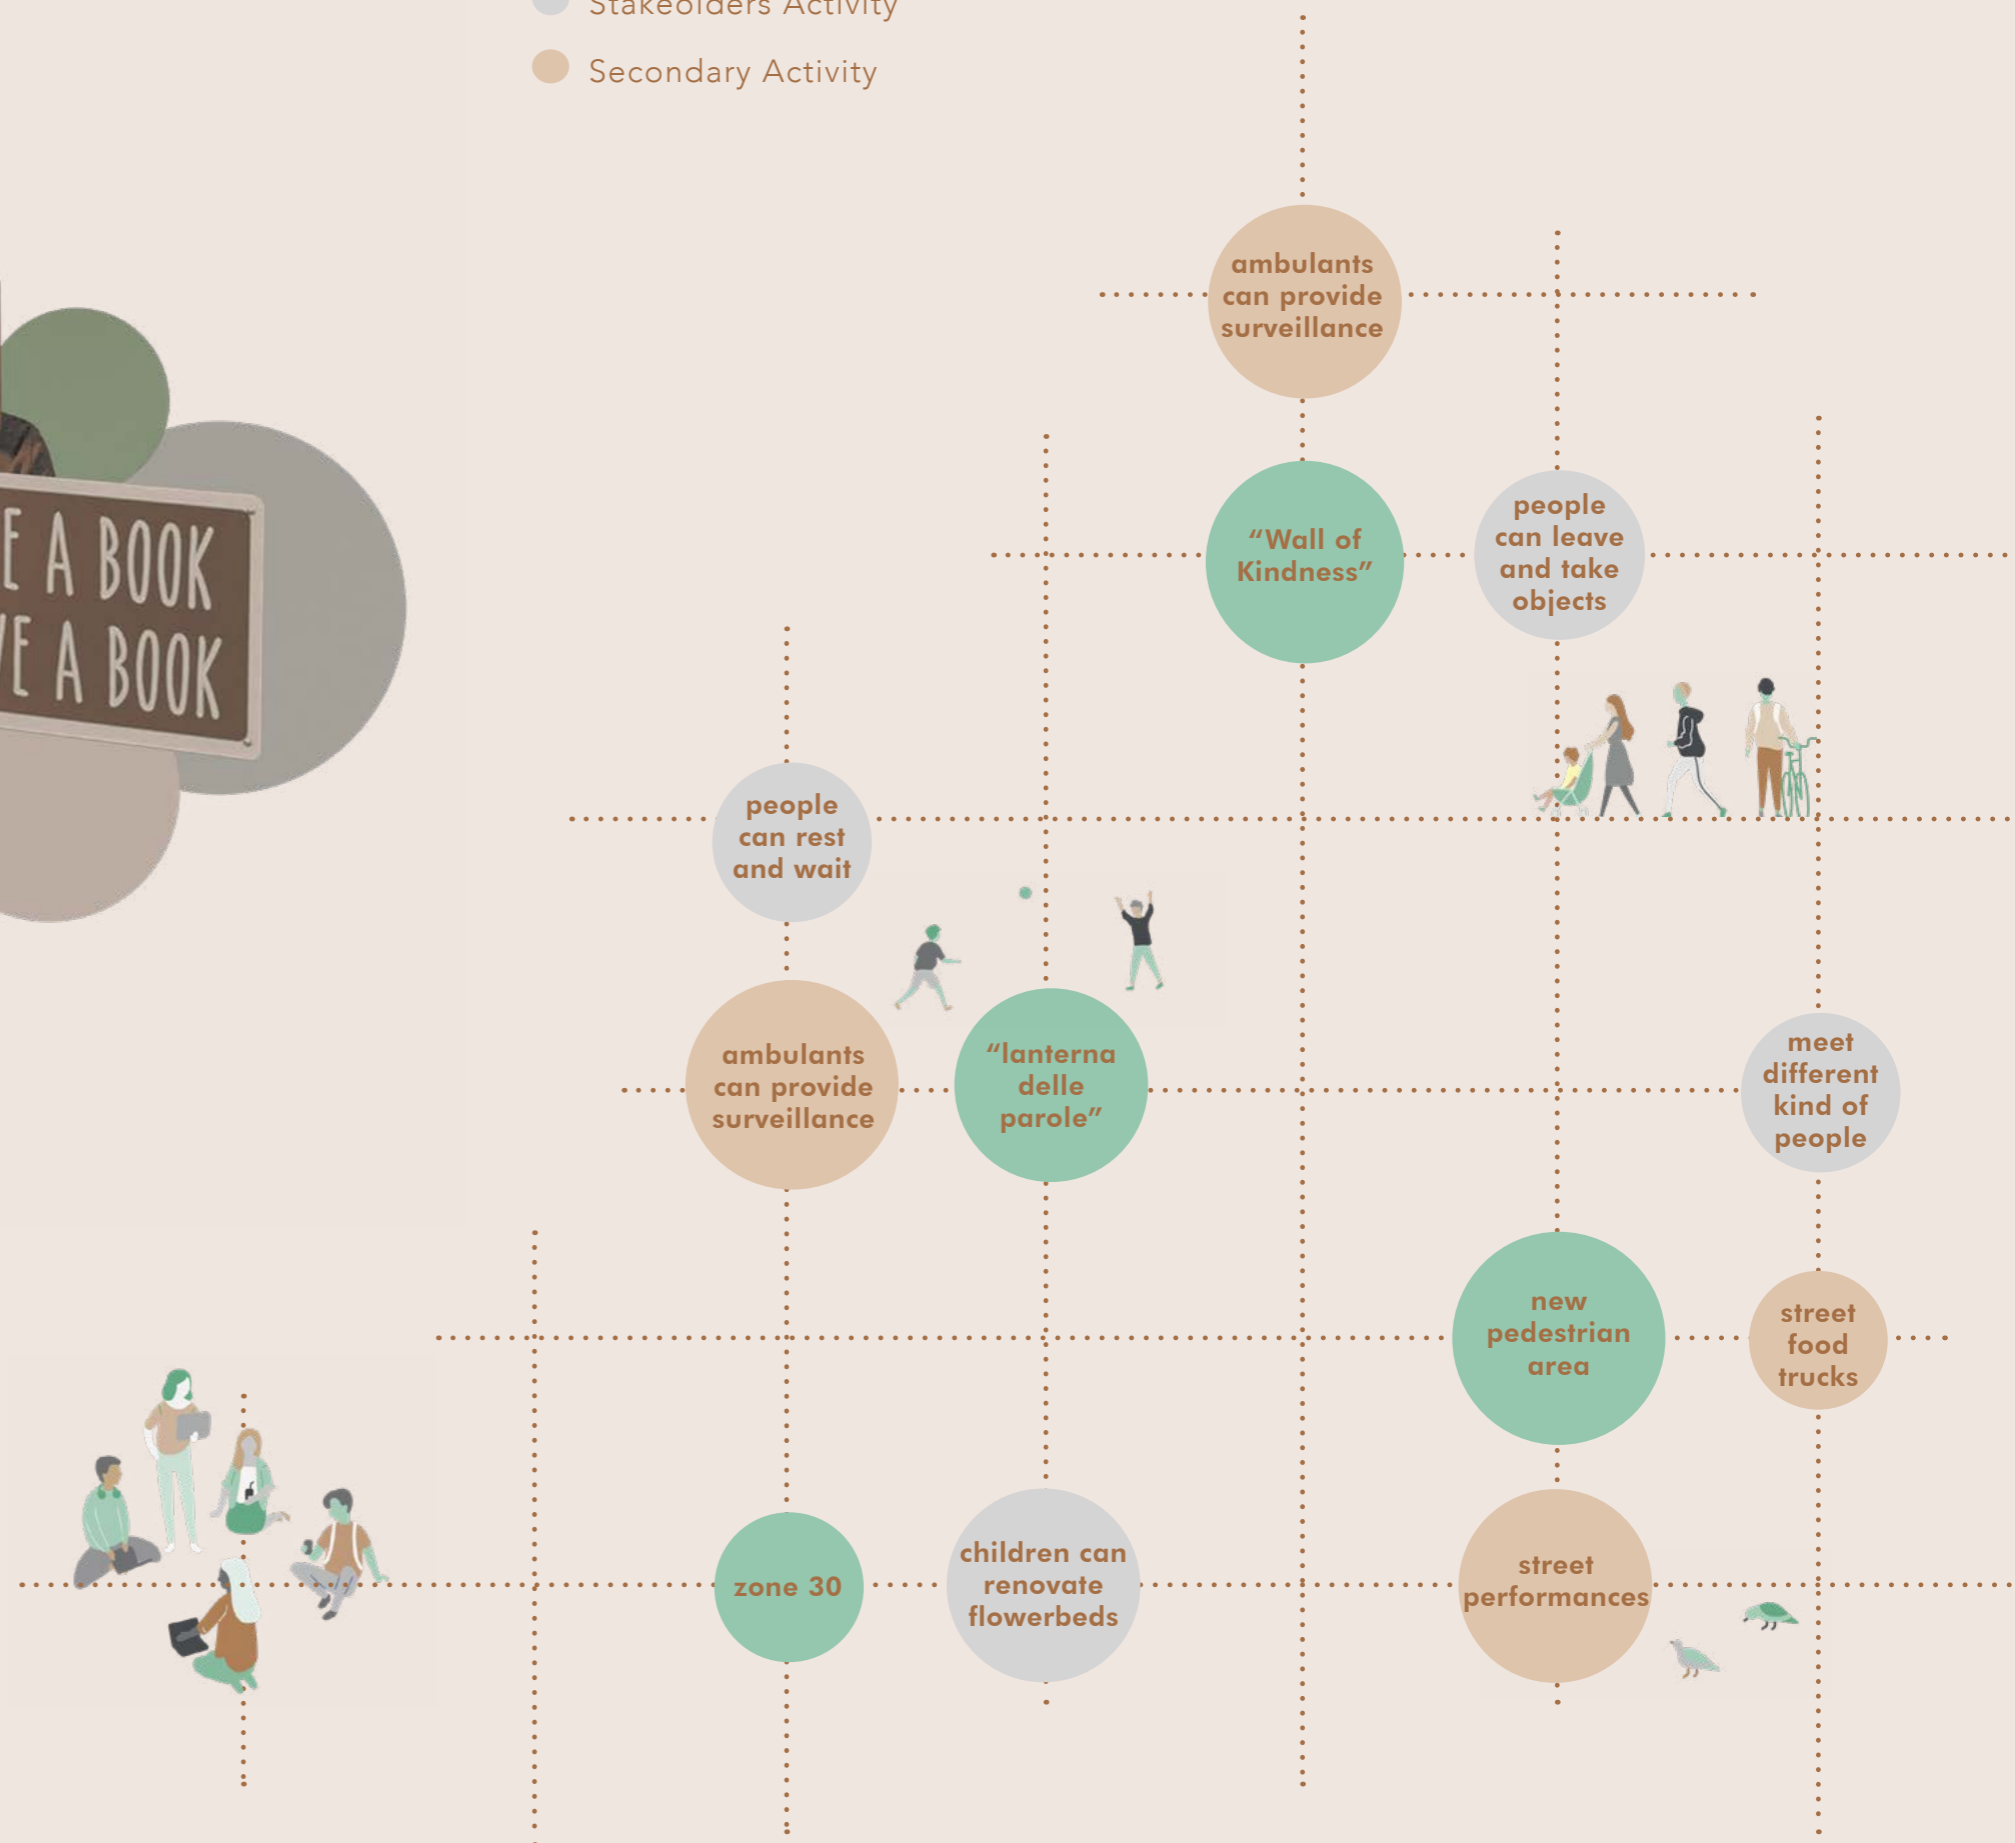 Stakeolders Activity
Secondary Activity
ambulants
can provide
surveillance
“Wall of
Kindness”
people
can leave
and take
objects
A BOOK
A BOOK
people
can rest
and wait
ambulants
can provide
surveillance
“lanterna
delle
parole”
meet
different
kind of
people
new
pedestrian
area
street
food
trucks
zone 30
children can
renovate
flowerbeds
street
performances